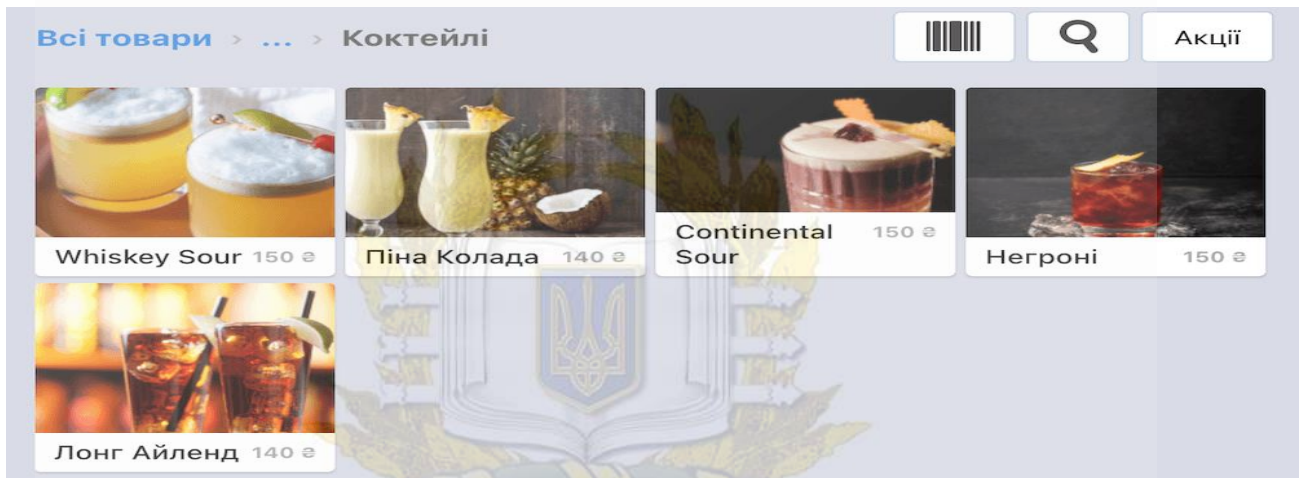 Всі товари > ... > Коктейлі
Акції
Whiskey Sour 150 ₴
Піна Колада 140 ₴
Continental 150 ₴
Sour
Негроні 150 ₴
Лонг Айленд 140 ₴